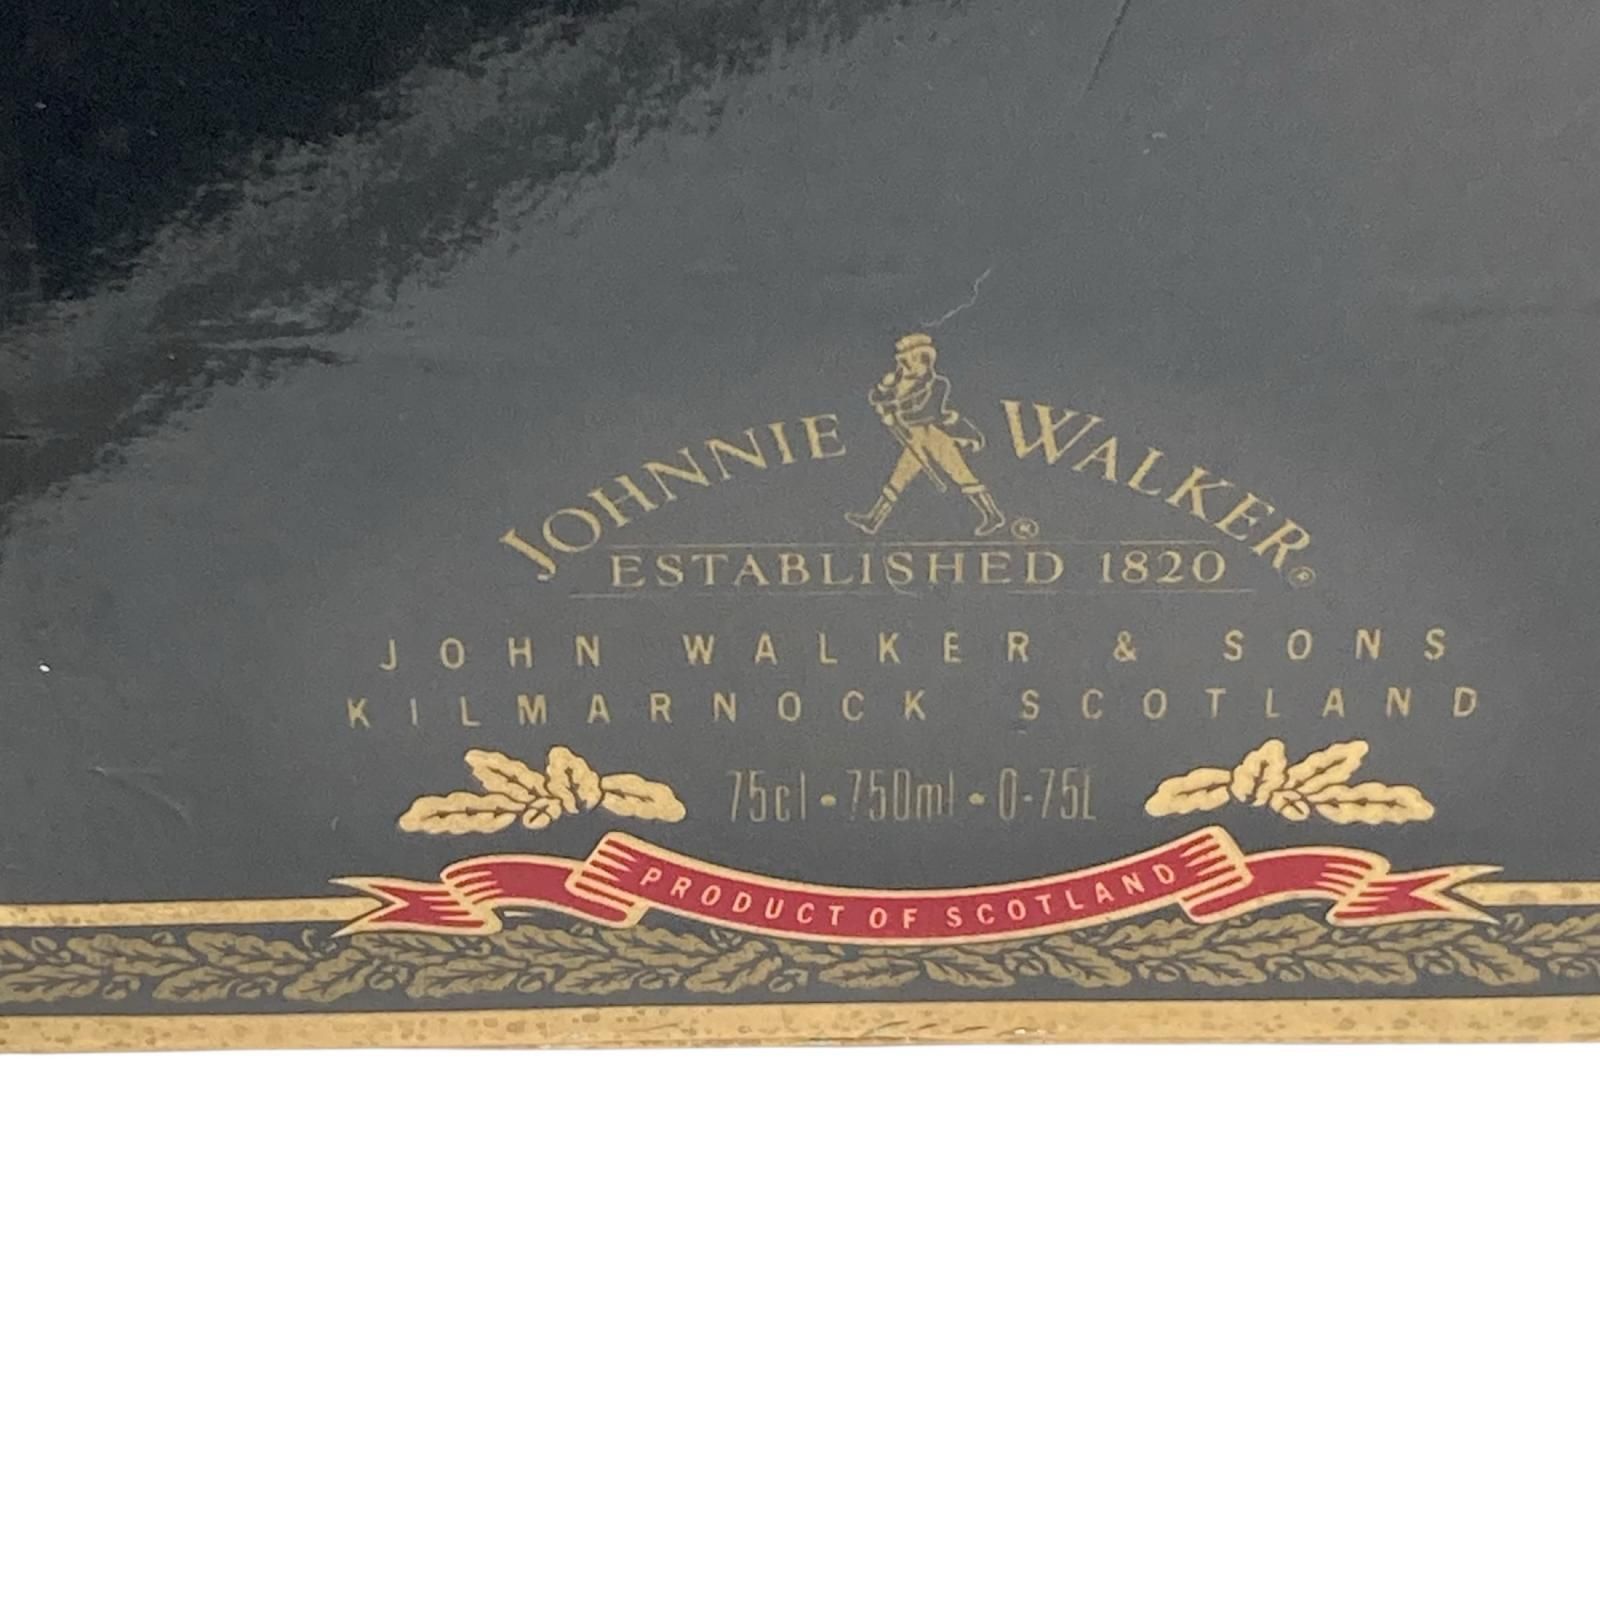 JOHNNIE WALKER®
ESTABLISHED 1820
JOHN WALKER & SONS
KILMARNOCK SCOTLAND
75cl • 750ml • 0·75L
PRODUCT OF SCOTLAND